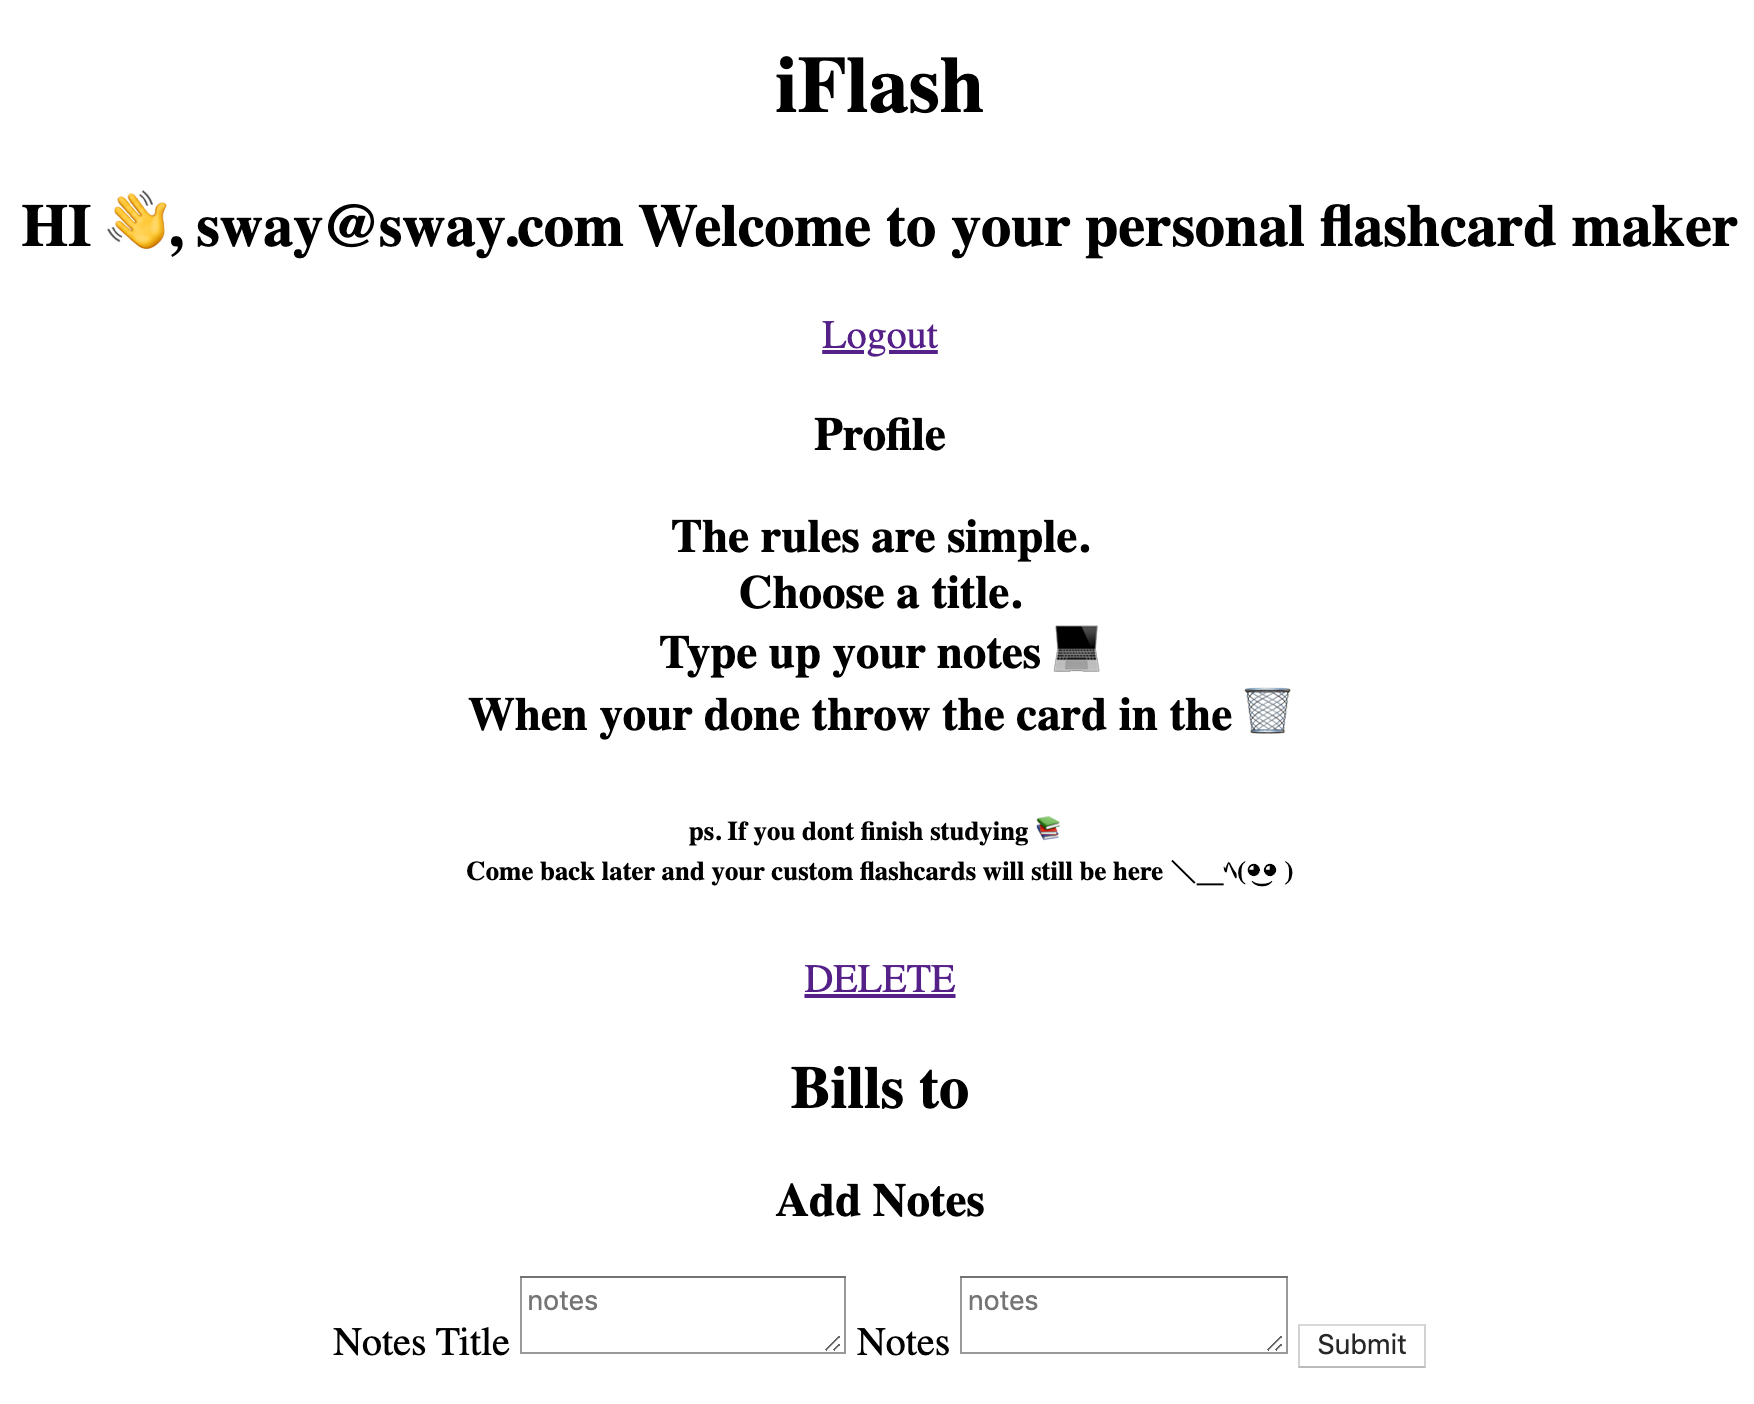 iFlash
HI 👋, sway@sway.com Welcome to your personal flashcard maker
Logout
Profile
The rules are simple.
Choose a title.
Type up your notes 💻
When your done throw the card in the 🗑️
ps. If you dont finish studying 📚
Come back later and your custom flashcards will still be here ＼＿ヘ(◕‿◕ )
DELETE
Bills to
Add Notes
Notes Title notes Notes notes Submit